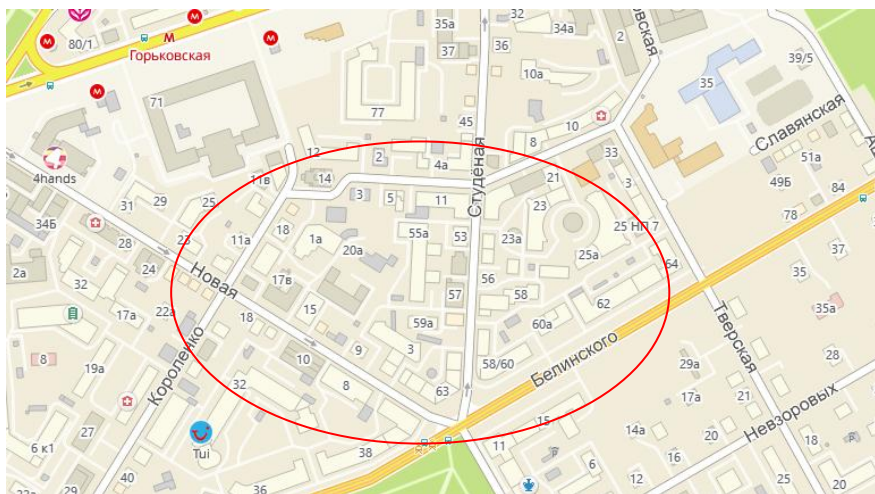 35а
32
34а
овская
80/1
М
Горьковская
37
36
2
39/5
10а
35
71
77
45
10
8
Славянская
12
2
4а
33
51а
4hands
14
11в
21
3
49Б
84
31
29
25
3
5
11
Студёная
23
78
34Б
28
23
11а
18
1а
55а
53
23а
25 НП 7
37
20а
25а
2а
24
64
35
Новая
17в
56
32
57
58
62
35а
17а
22а
15
18
59а
60а
Тверская
Короленко
9
3
58/60
Белинского
28
8
19а
10
29а
32
8
63
17а
21
Невзоровых
27
Tui
15
14а
20
18
6 к1
38
11
6
16
40
36
12
25
20
29